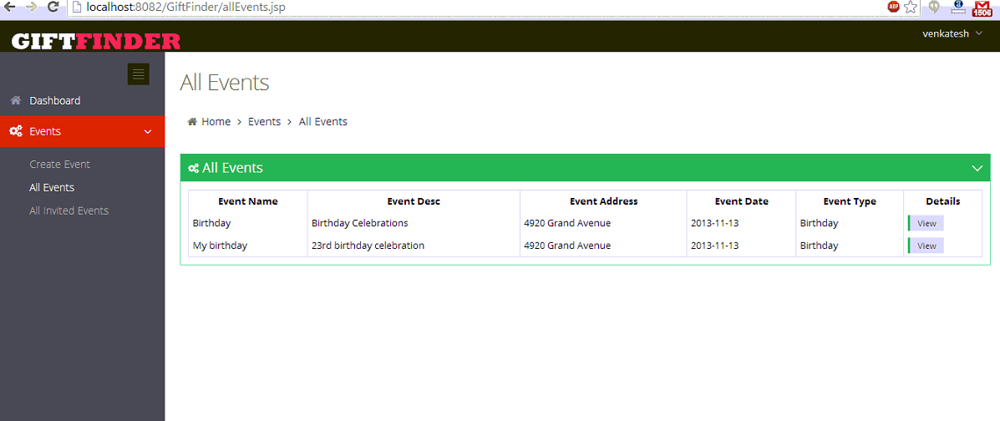 localhost:8082/GiftFinder/allEvents.jsp
ABP
a
1506
GIFTFINDER
venkatesh
Dashboard
Events
Create Event
All Events
All Invited Events
All Events
Home > Events > All Events
All Events
Event Name Event Desc Event Address Event Date Event Type Details
Birthday Birthday Celebrations 4920 Grand Avenue 2013-11-13 Birthday View
My birthday 23rd birthday celebration 4920 Grand Avenue 2013-11-13 Birthday View